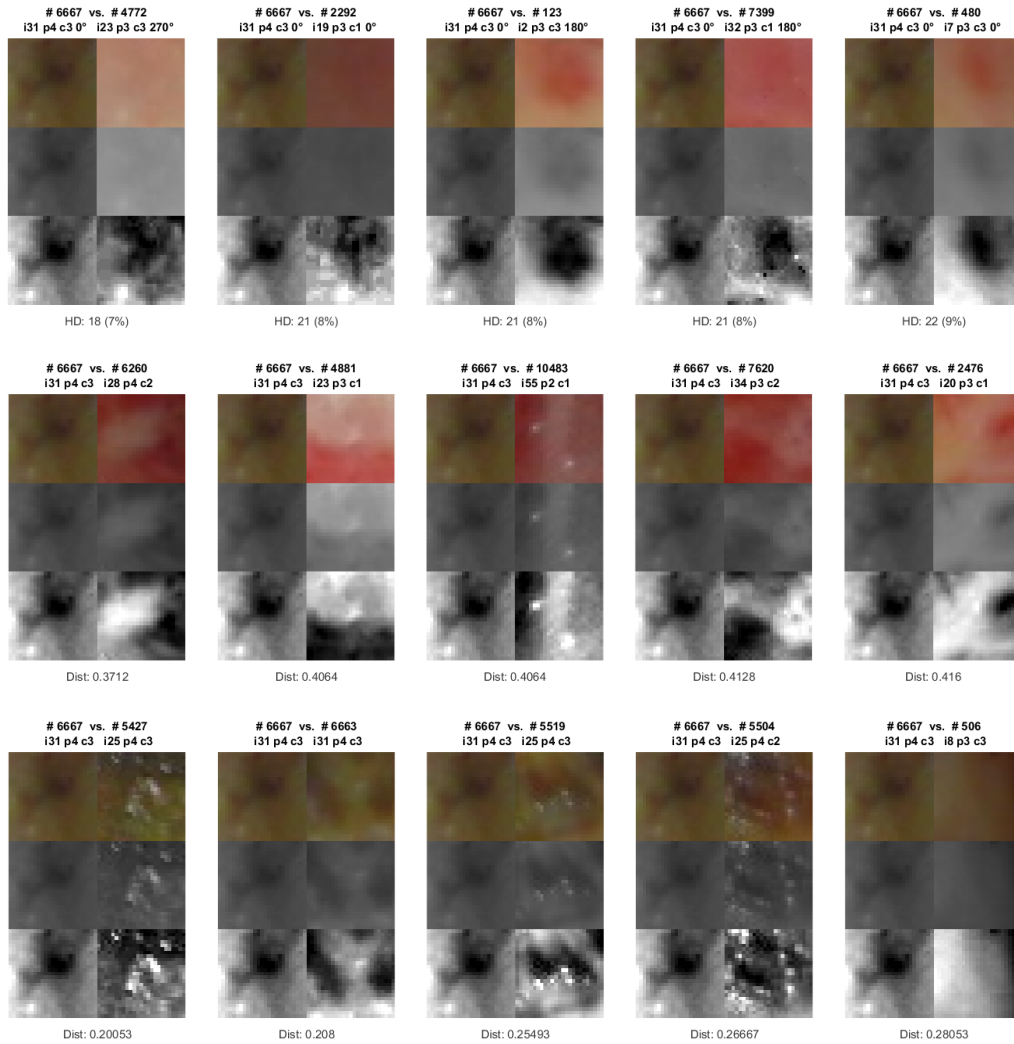 # 6667 vs. # 4772
i31 p4 c3 0° i23 p3 c3 270°
# 6667 vs. # 2292
i31 p4 c3 0° i19 p3 c1 0°
# 6667 vs. # 123
i31 p4 c3 0° i2 p3 c3 180°
# 6667 vs. # 7399
i31 p4 c3 0° i32 p3 c1 180°
# 6667 vs. # 480
i31 p4 c3 0° i7 p3 c3 0°
HD: 18 (7%)
HD: 21 (8%)
HD: 21 (8%)
HD: 21 (8%)
HD: 22 (9%)
# 6667 vs. # 6260
i31 p4 c3 i28 p4 c2
# 6667 vs. # 4881
i31 p4 c3 i23 p3 c1
# 6667 vs. # 10483
i31 p4 c3 i55 p2 c1
# 6667 vs. # 7620
i31 p4 c3 i34 p3 c2
# 6667 vs. # 2476
i31 p4 c3 i20 p3 c1
Dist: 0.3712
Dist: 0.4064
Dist: 0.4064
Dist: 0.4128
Dist: 0.416
# 6667 vs. # 5427
i31 p4 c3 i25 p4 c3
# 6667 vs. # 6663
i31 p4 c3 i31 p4 c3
# 6667 vs. # 5519
i31 p4 c3 i25 p4 c3
# 6667 vs. # 5504
i31 p4 c3 i25 p4 c2
# 6667 vs. # 506
i31 p4 c3 i8 p3 c3
Dist: 0.20053
Dist: 0.208
Dist: 0.25493
Dist: 0.26667
Dist: 0.28053